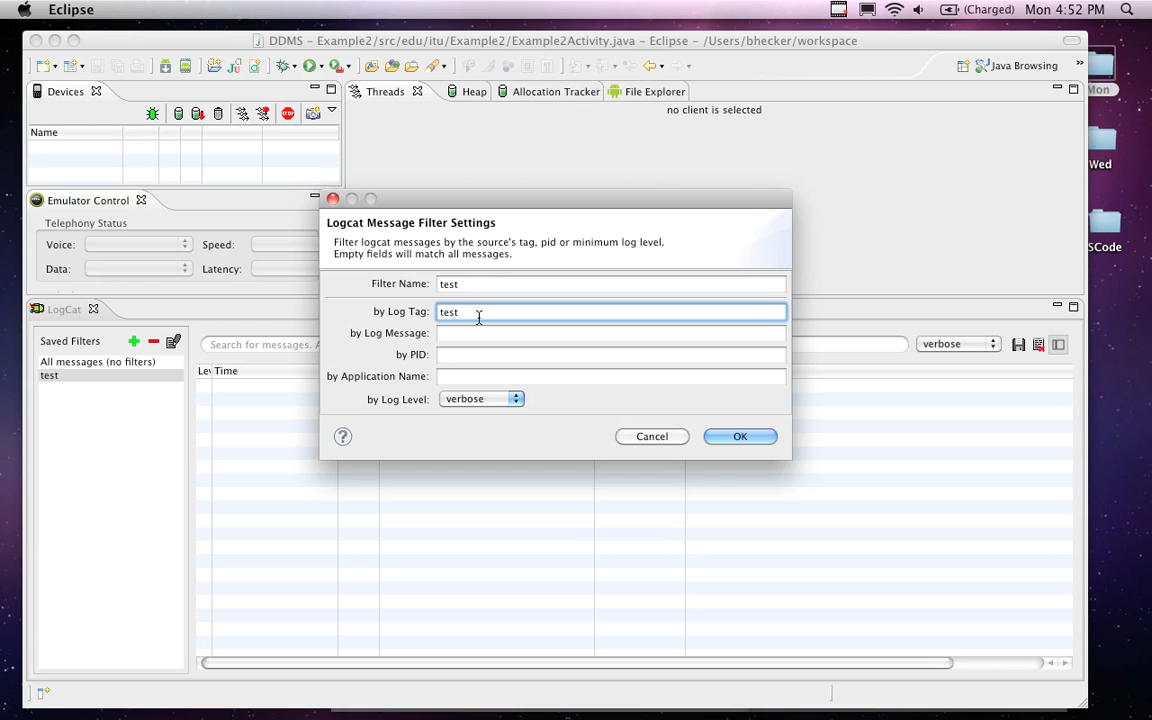 Eclipse
(Charged) Mon 4:52 PM
DDMS - Example2/src/edu/itu/Example2/Example2Activity.java - Eclipse - /Users/bhecker/workspace
Java Browsing
Devices
Threads
Heap
Allocation Tracker
File Explorer
Mon
no client is selected
Name
Wed
Emulator Control
Telephony Status
Voice:
Speed:
Data:
Latency:
SCode
Logcat Message Filter Settings
Filter logcat messages by the source's tag, pid or minimum log level.
Empty fields will match all messages.
Filter Name: test
by Log Tag: test
by Log Message:
by PID:
by Application Name:
by Log Level: verbose
Cancel
OK
LogCat
Saved Filters
Search for messages. A
verbose
All messages (no filters)
test
Time